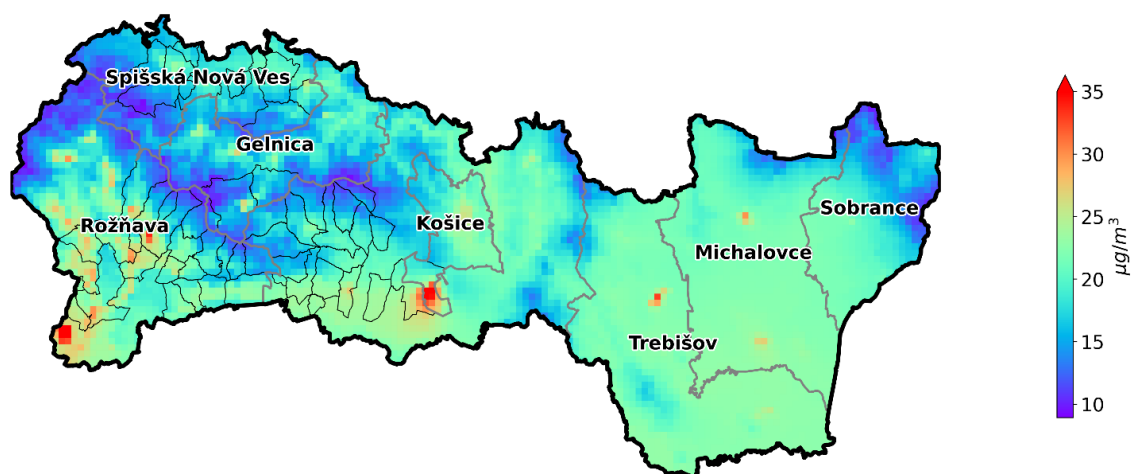 Spišská Nová Ves
Gelnica
Rožňava
Košice
Sobrance
Michalovce
Trebišov
35
30
25
20
15
10
μg/m³